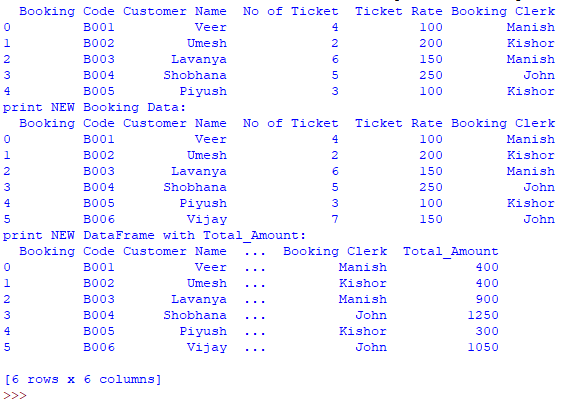 Booking Code Customer Name  No of Ticket  Ticket Rate Booking Clerk
0         B001          Veer             4          100        Manish
1         B002         Umesh             2          200        Kishor
2         B003       Lavanya             6          150        Manish
3         B004      Shobhana             5          250          John
4         B005        Piyush             3          100        Kishor
print NEW Booking Data:
  Booking Code Customer Name  No of Ticket  Ticket Rate Booking Clerk
0         B001          Veer             4          100        Manish
1         B002         Umesh             2          200        Kishor
2         B003       Lavanya             6          150        Manish
3         B004      Shobhana             5          250          John
4         B005        Piyush             3          100        Kishor
5         B006         Vijay             7          150          John
print NEW DataFrame with Total_Amount:
  Booking Code Customer Name  ...  Booking Clerk  Total_Amount
0         B001          Veer  ...         Manish           400
1         B002         Umesh  ...         Kishor           400
2         B003       Lavanya  ...         Manish           900
3         B004      Shobhana  ...           John          1250
4         B005        Piyush  ...         Kishor           300
5         B006         Vijay  ...           John          1050

[6 rows x 6 columns]
>>>